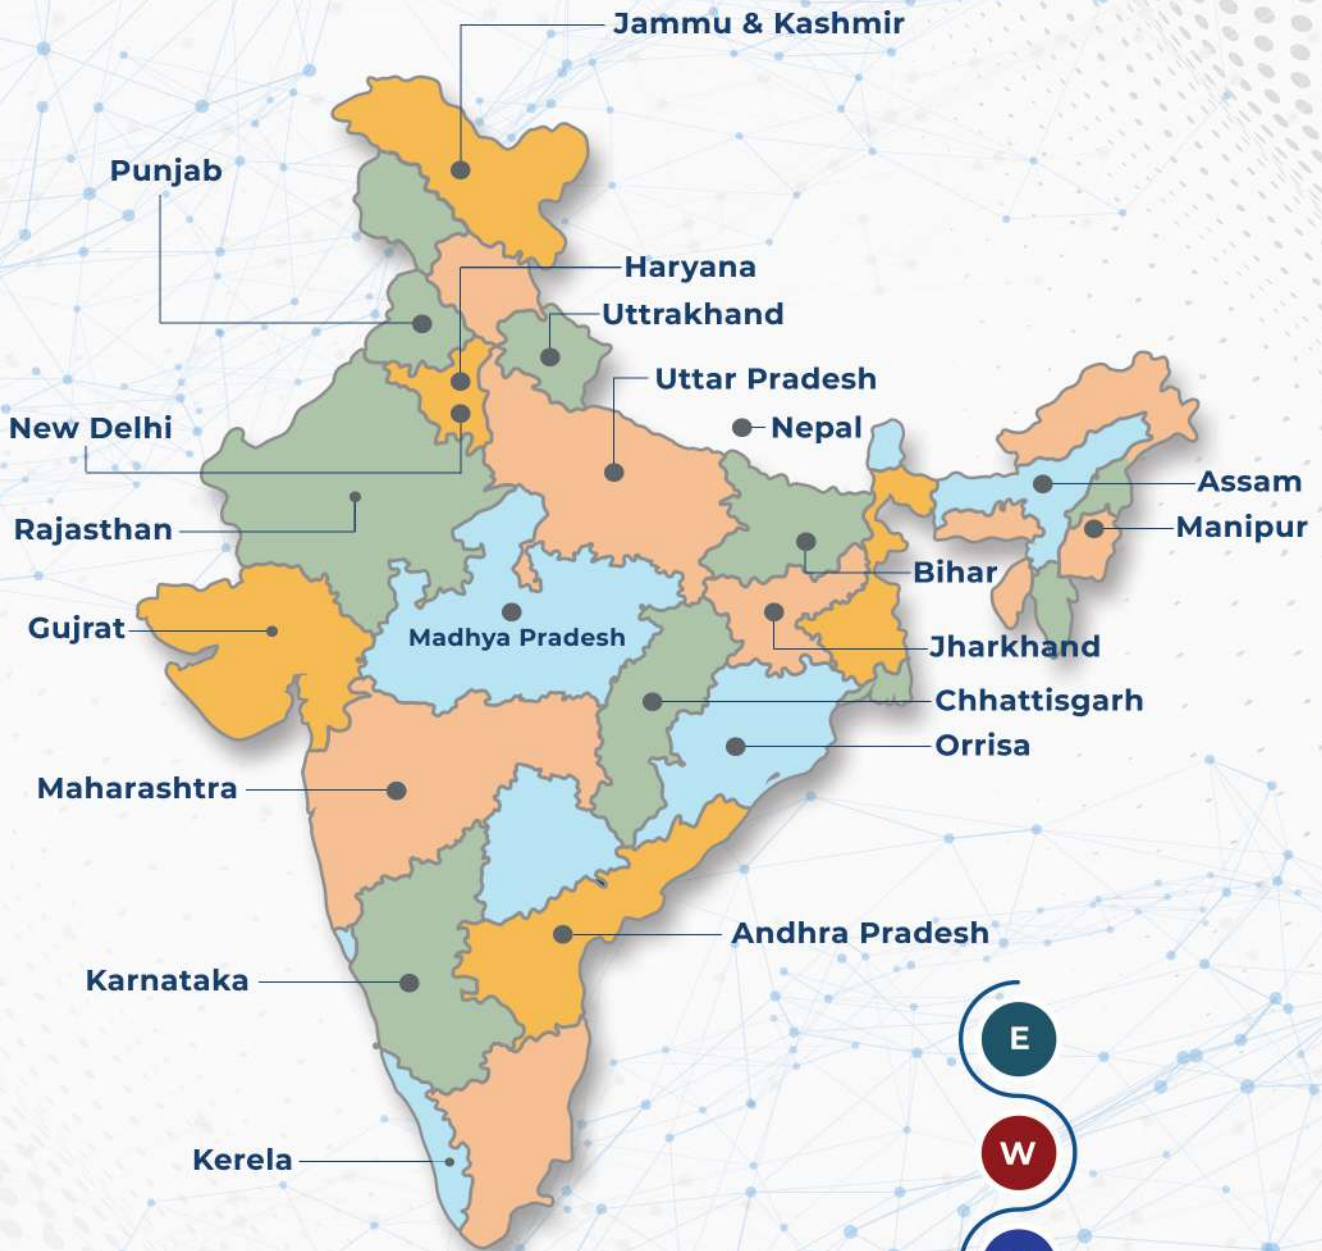 Jammu & Kashmir
Punjab
Haryana
Uttrakhand
Uttar Pradesh
New Delhi
Nepal
Assam
Rajasthan
Manipur
Bihar
Gujrat
Madhya Pradesh
Jharkhand
Chhattisgarh
Orrisa
Maharashtra
Andhra Pradesh
Karnataka
E
W
Kerela